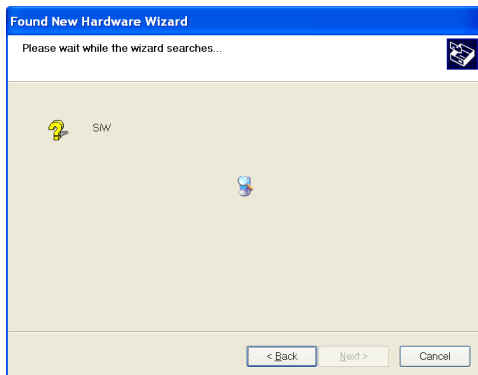 Found New Hardware Wizard
Please wait while the wizard searches...
SiW
< Back
Next >
Cancel